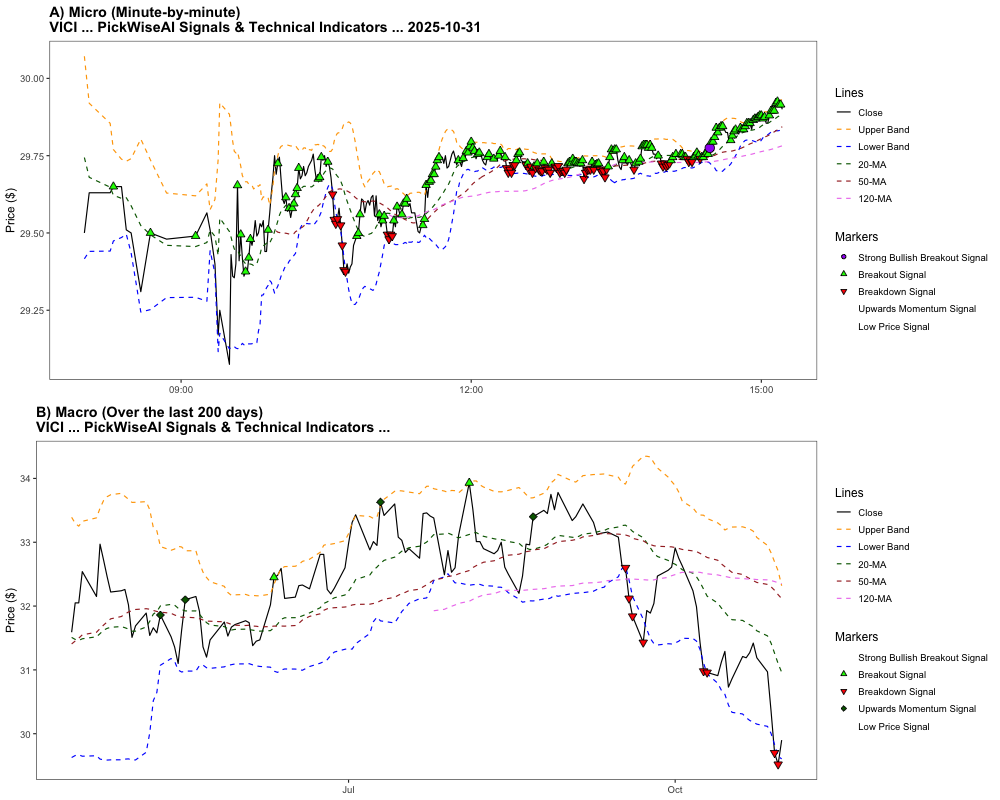 A) Micro (Minute-by-minute)
VICI ... PickWiseAI Signals & Technical Indicators ... 2025-10-31
Price ($)
30.00
29.75
29.50
29.25
09:00
12:00
15:00
Lines
Close
Upper Band
Lower Band
20-MA
50-MA
120-MA
Markers
Strong Bullish Breakout Signal
Breakout Signal
Breakdown Signal
Upwards Momentum Signal
Low Price Signal
B) Macro (Over the last 200 days)
VICI ... PickWiseAI Signals & Technical Indicators ...
Price ($)
34
33
32
31
30
Jul
Oct
Lines
Close
Upper Band
Lower Band
20-MA
50-MA
120-MA
Markers
Strong Bullish Breakout Signal
Breakout Signal
Breakdown Signal
Upwards Momentum Signal
Low Price Signal